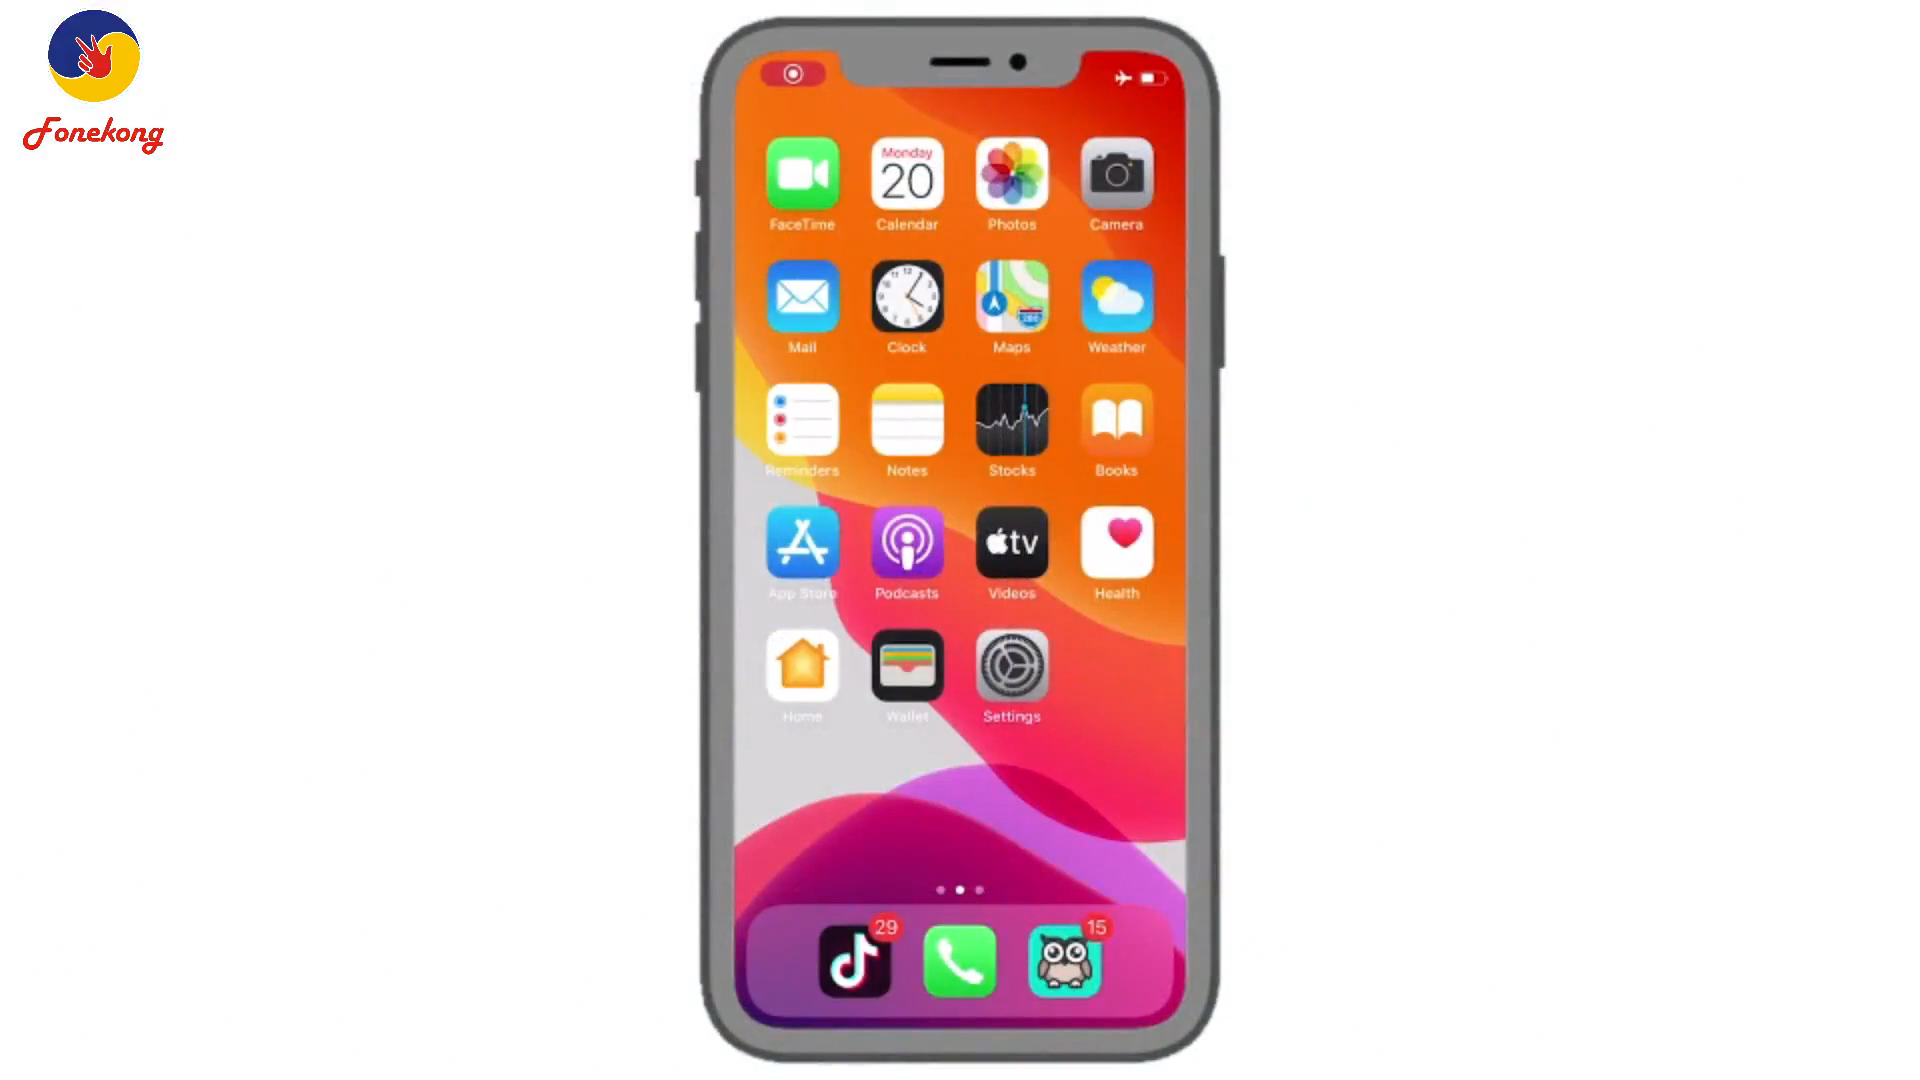 Fonekong
Monday
20
FaceTime Calendar Photos Camera
12
Mail Clock Maps Weather
Reminders Notes Stocks Books
tv
App Store Podcasts Videos Health
Home Wallet Settings
29 15